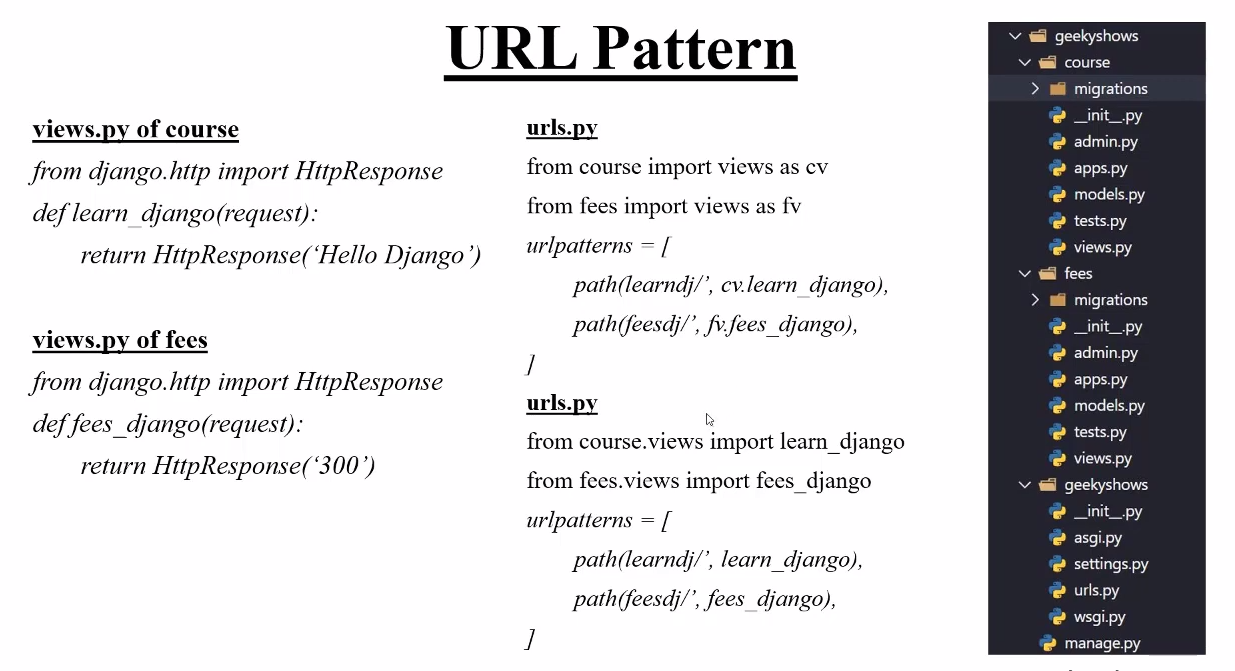 URL Pattern
views.py of course
from django.http import HttpResponse
def learn_django(request):
return HttpResponse(‘Hello Django’)
views.py of fees
from django.http import HttpResponse
def fees_django(request):
return HttpResponse(‘300’)
urls.py
from course import views as cv
from fees import views as fv
urlpatterns = [
path(learndj/’, cv.learn_django),
path(feesdj/’, fv.fees_django),
]
urls.py
from course.views import learn_django
from fees.views import fees_django
urlpatterns = [
path(learndj/’, learn_django),
path(feesdj/’, fees_django),
]
geekyshows
course
migrations
__init__.py
admin.py
apps.py
models.py
tests.py
views.py
fees
migrations
__init__.py
admin.py
apps.py
models.py
tests.py
views.py
geekyshows
__init__.py
asgi.py
settings.py
urls.py
wsgi.py
manage.py